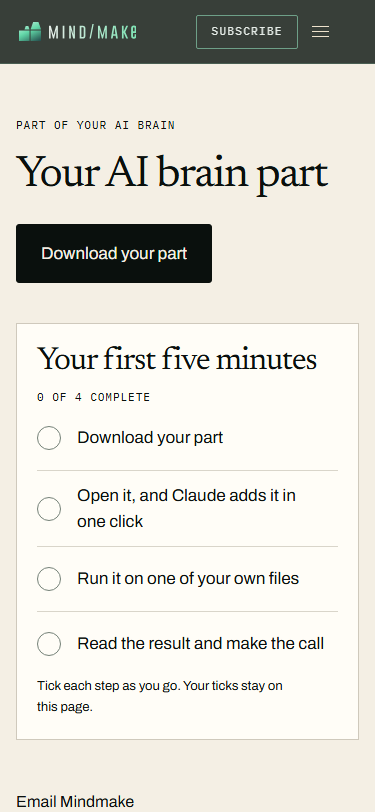 MIND/MAKE
SUBSCRIBE
PART OF YOUR AI BRAIN
Your AI brain part
Download your part
Your first five minutes
0 OF 4 COMPLETE
Download your part
Open it, and Claude adds it in
one click
Run it on one of your own files
Read the result and make the call
Tick each step as you go. Your ticks stay on
this page.
Email Mindmake